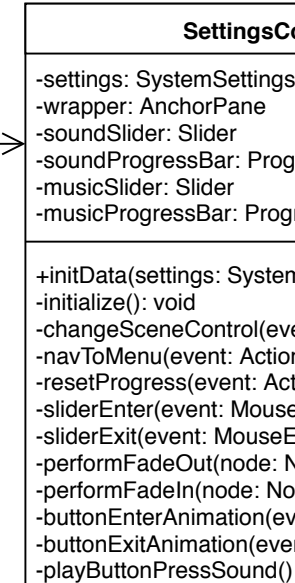 SettingsCo
-settings: SystemSettings
-wrapper: AnchorPane
-soundSlider: Slider
-soundProgressBar: Prog
-musicSlider: Slider
-musicProgressBar: Progr
+initData(settings: System
-initialize(): void
-changeSceneControl(eve
-navToMenu(event: Action
-resetProgress(event: Act
-sliderEnter(event: Mouse
-sliderExit(event: MouseE
-performFadeOut(node: N
-performFadeIn(node: No
-buttonEnterAnimation(ev
-buttonExitAnimation(even
-playButtonPressSound()